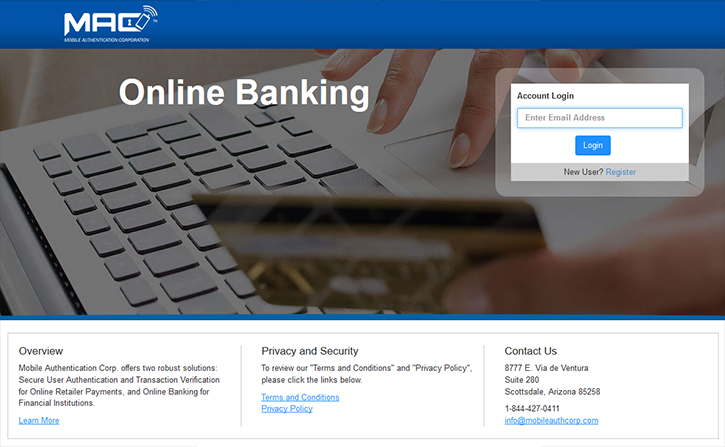 MAC
MOBILE AUTHENTICATION CORPORATION
Online Banking
Account Login
Enter Email Address
Login
New User? Register
Overview
Mobile Authentication Corp. offers two robust solutions:
Secure User Authentication and Transaction Verification
for Online Retailer Payments, and Online Banking for
Financial Institutions.
Learn More
Privacy and Security
To review our "Terms and Conditions" and "Privacy Policy",
please click the links below.
Terms and Conditions
Privacy Policy
Contact Us
8777 E. Via de Ventura
Suite 280
Scottsdale, Arizona 85258
1-844-427-0411
info@mobileauthcorp.com